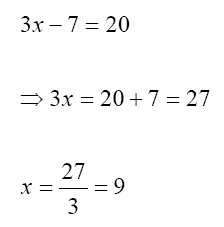 3x − 7 = 20
⇒ 3x = 20 + 7 = 27
x = 27/3 = 9